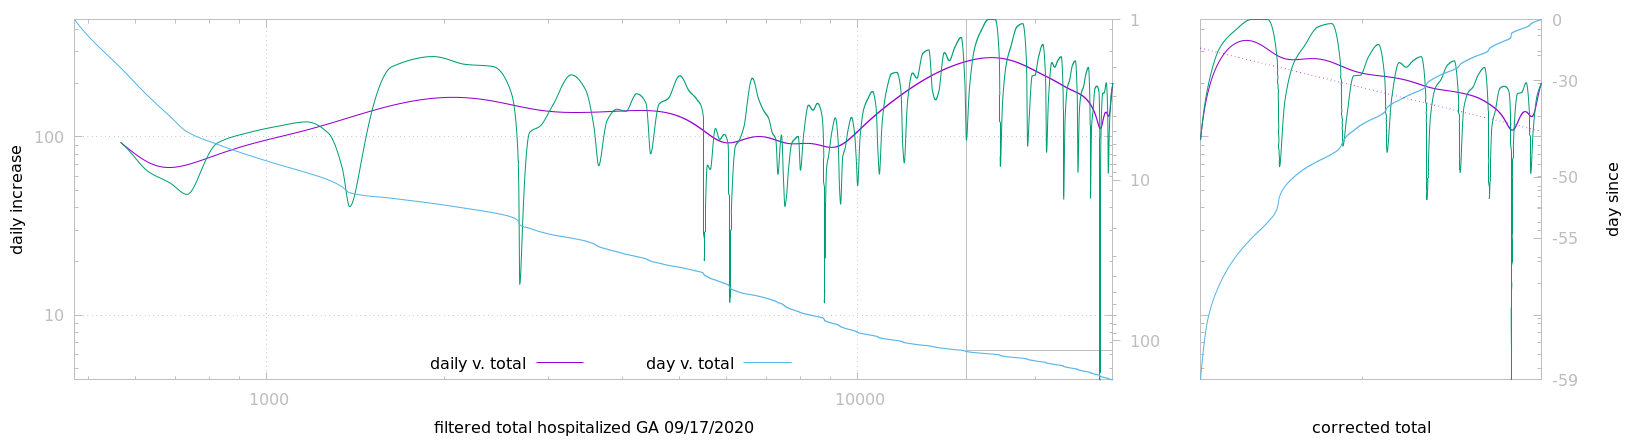 daily increase
100
10
1000
10000
1
10
100
daily v. total
day v. total
filtered total hospitalized GA 09/17/2020
0
-30
-50
-55
-59
day since
corrected total